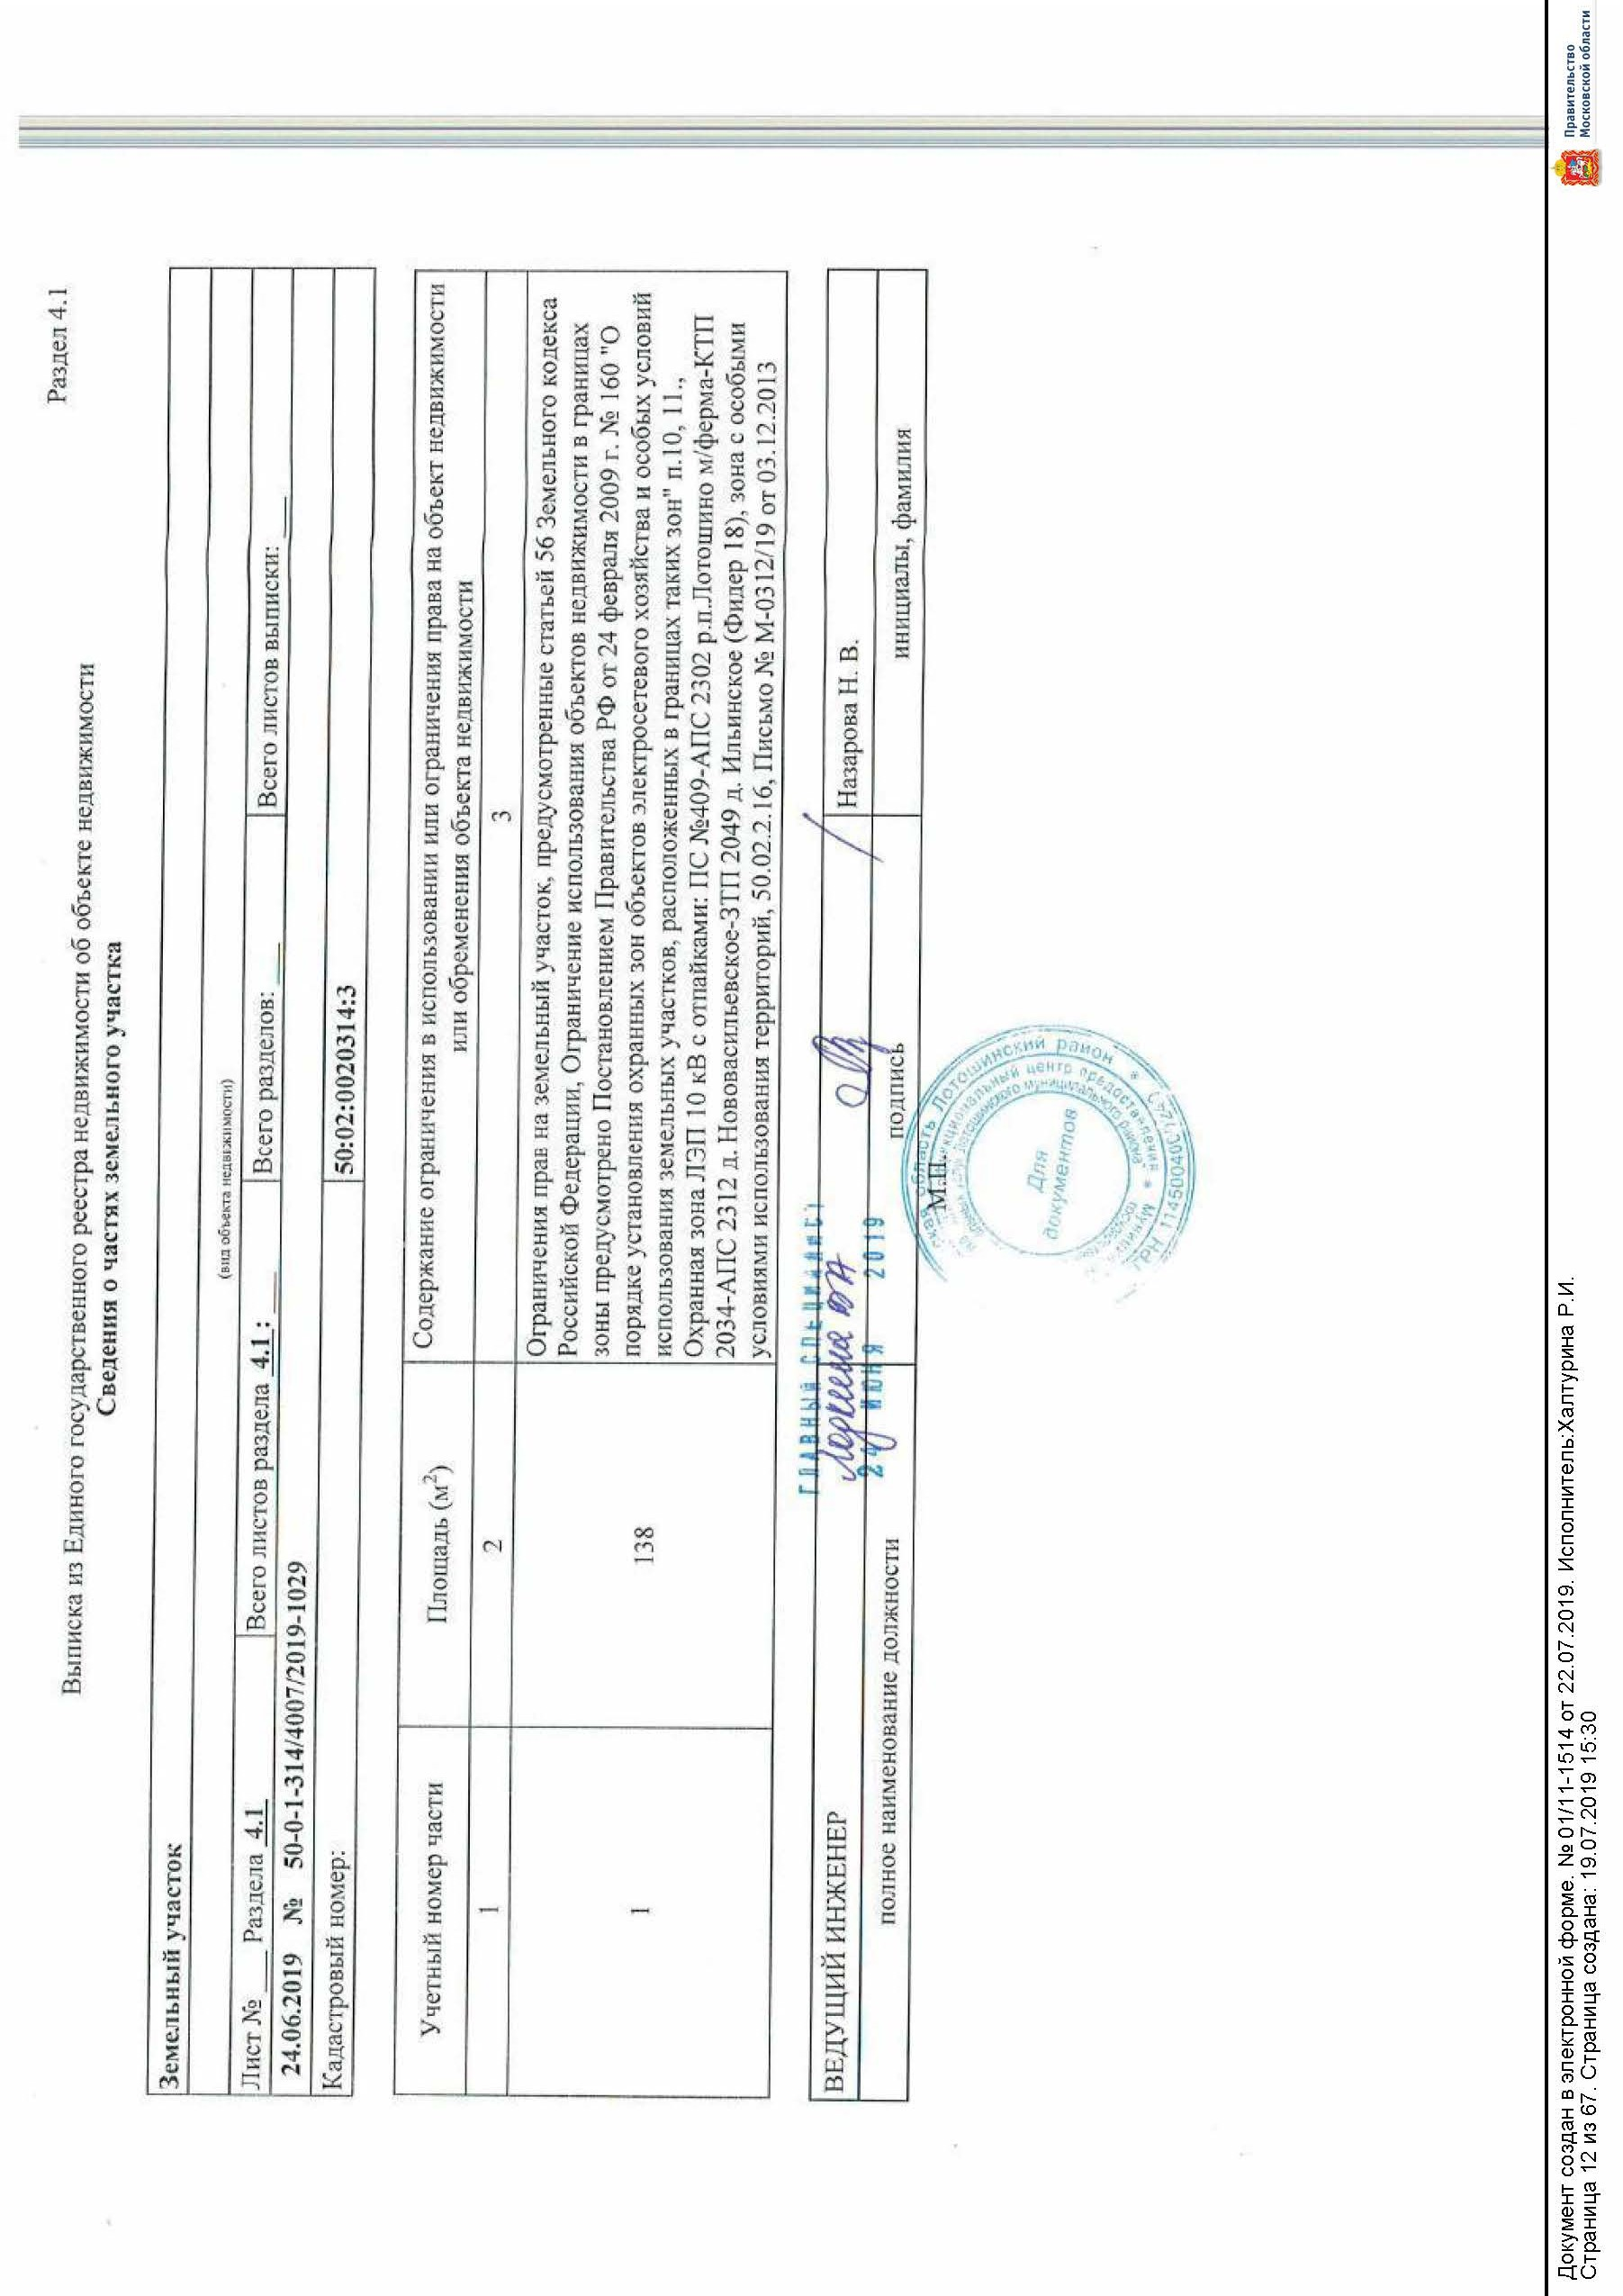 Раздел 4.1
Выписка из Единого государственного реестра недвижимости об объекте недвижимости
Сведения о частях земельного участка
Земельный участок
(вид объекта недвижимости)
Лист № ___ Раздела 4.1 Всего листов раздела 4.1 : ___ Всего разделов: ___ Всего листов выписки: ___
24.06.2019 № 50-0-1-314/4007/2019-1029
Кадастровый номер: 50:02:0020314:3
Учетный номер части Площадь (м²) Содержание ограничения в использовании или ограничения права на объект недвижимости
или обременения объекта недвижимости
1 2 3
1 138 Ограничения прав на земельный участок, предусмотренные статьей 56 Земельного кодекса
Российской Федерации, Ограничение использования объектов недвижимости в границах
зоны предусмотрено Постановлением Правительства РФ от 24 февраля 2009 г. № 160 "О
порядке установления охранных зон объектов электросетевого хозяйства и особых условий
использования земельных участков, расположенных в границах таких зон" п.10, 11.,
Охранная зона ЛЭП 10 кВ с отпайками: ПС №409-АПС 2302 р.п.Лотошино м/ферма-КТП
2034-АПС 2312 д. Нововасильевское-ЗТП 2049 д. Ильинское (Фидер 18), зона с особыми
условиями использования территорий, 50.02.2.16, Письмо № М-0312/19 от 03.12.2013
ГЛАВНЫЙ СПЕЦИАЛИСТ
ВЕДУЩИЙ ИНЖЕНЕР Назарова Н. В.
24 ИЮНЯ 2019
полное наименование должности подпись инициалы, фамилия
М.П.
Лотошинский район
Для
документов
Документ создан в электронной форме. № 01/11-1514 от 22.07.2019. Исполнитель:Халтурина Р.И.
Страница 12 из 67. Страница создана: 19.07.2019 15:30
Правительство
Московской области